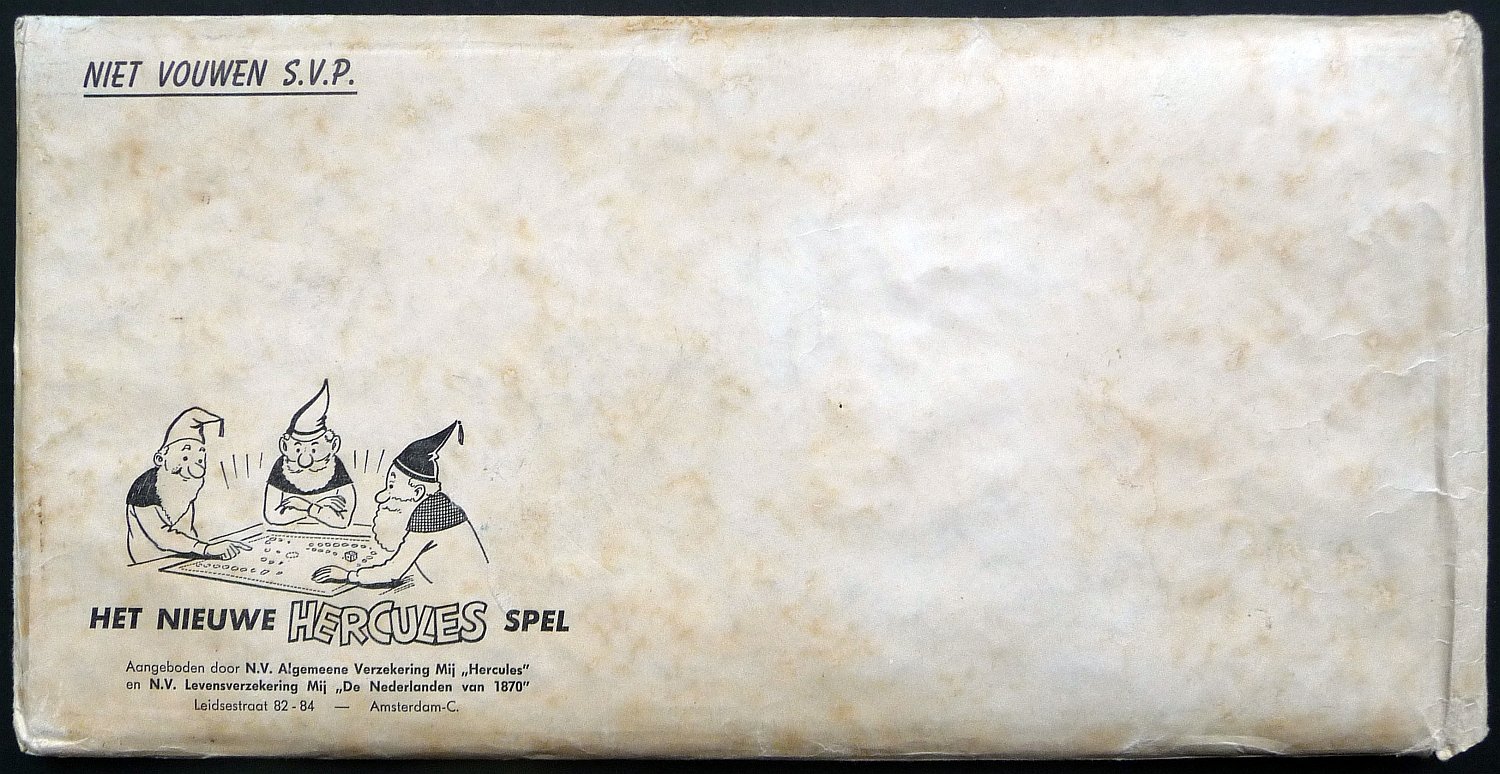 NIET VOUWEN S.V.P.
HET NIEUWE HERCULES SPEL
Aangeboden door N.V. Algemeene Verzekering Mij „Hercules”
en N.V. Levensverzekering Mij „De Nederlanden van 1870”
Leidsestraat 82 - 84 — Amsterdam-C.